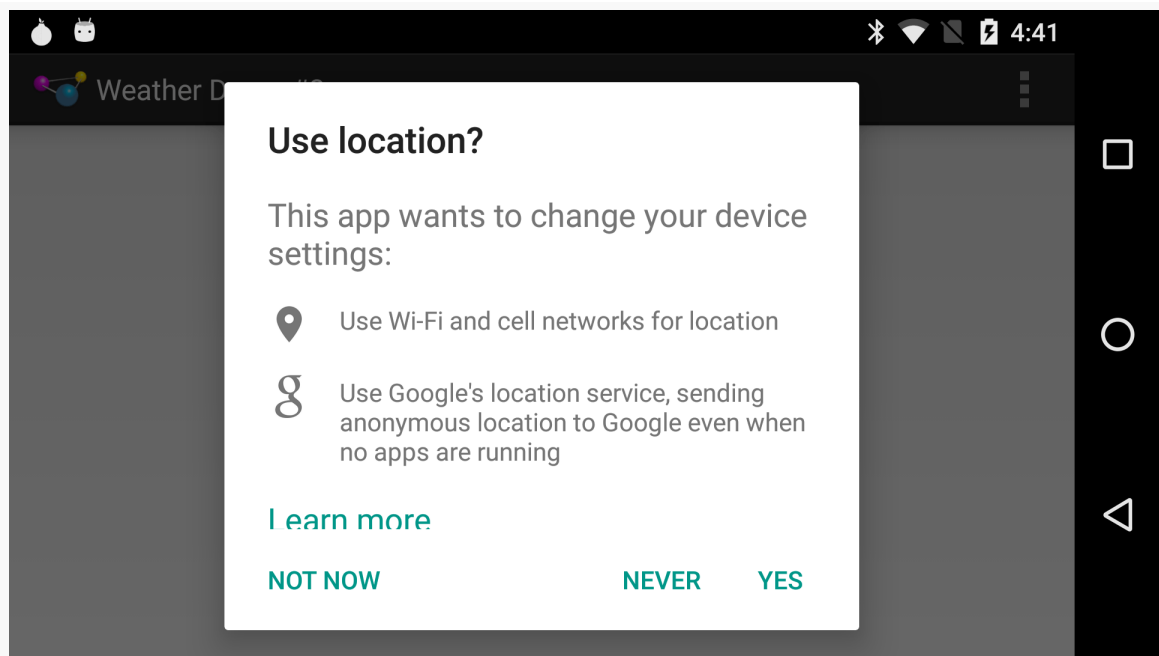 4:41
Weather D
Use location?
This app wants to change your device
settings:
Use Wi-Fi and cell networks for location
Use Google's location service, sending
anonymous location to Google even when
no apps are running
Learn more
NOT NOW NEVER YES